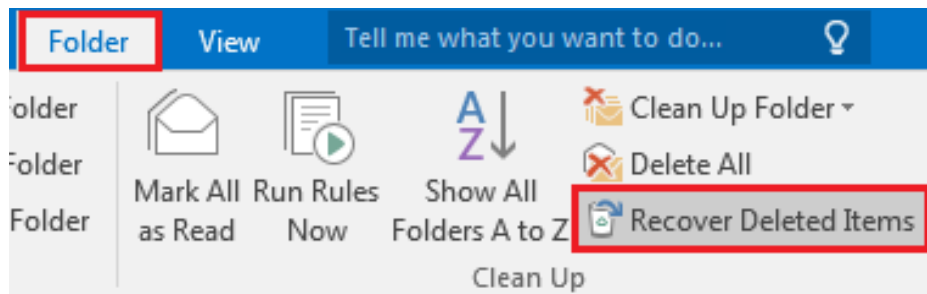 Folder View Tell me what you want to do...
older
Folder
Folder
Mark All as Read
Run Rules Now
A
Z
Show All Folders A to Z
Clean Up Folder
Delete All
Recover Deleted Items
Clean Up